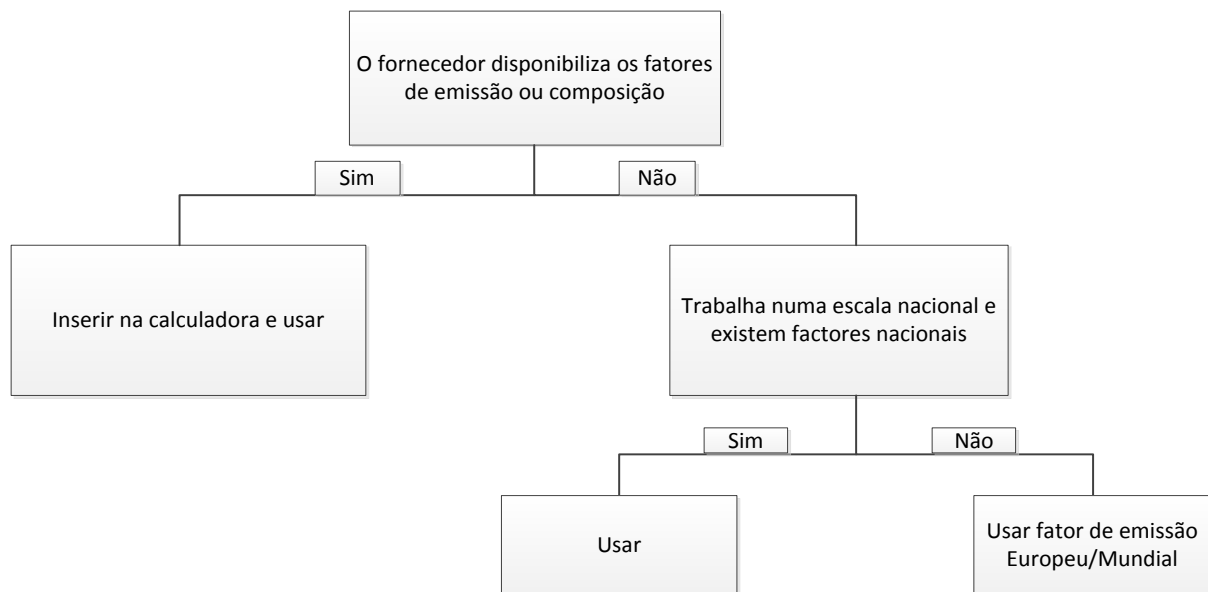 O fornecedor disponibiliza os fatores
de emissão ou composição
Sim
Não
Inserir na calculadora e usar
Trabalha numa escala nacional e
existem factores nacionais
Sim
Não
Usar
Usar fator de emissão
Europeu/Mundial